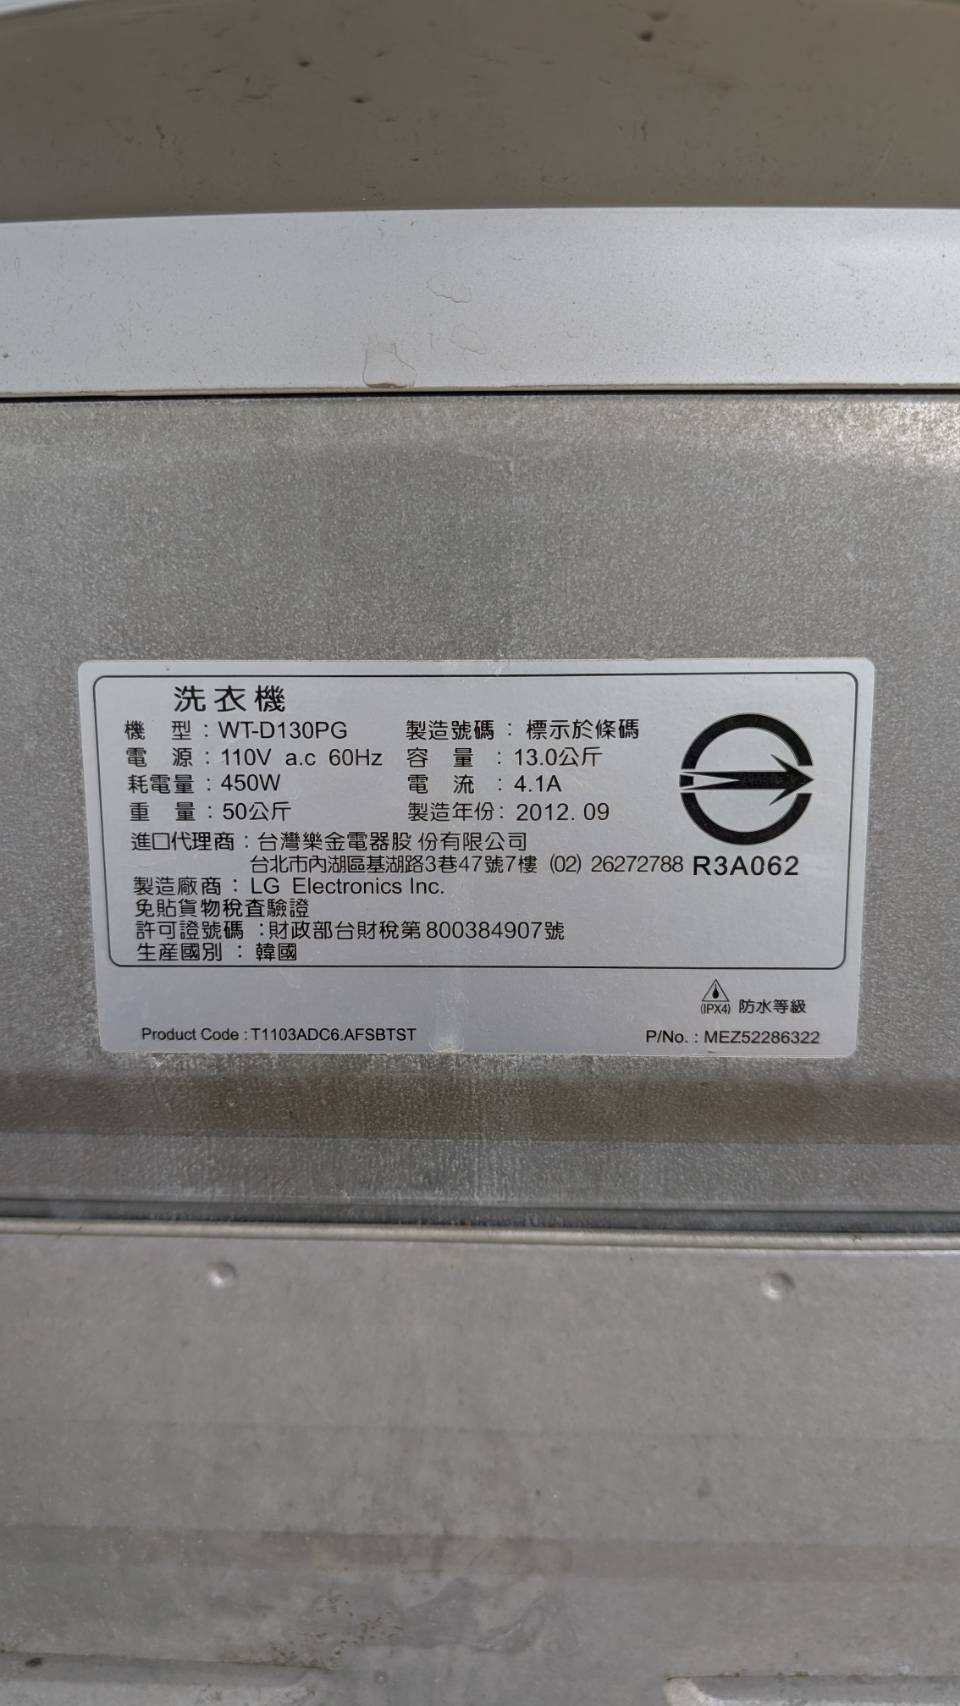 洗衣機
機 型：WT-D130PG 製造號碼：標示於條碼
電 源：110V a.c 60Hz 容 量：13.0公斤
耗電量：450W 電 流：4.1A
重 量：50公斤 製造年份：2012.09
進口代理商：台灣樂金電器股份有限公司
台北市內湖區基湖路3巷47號7樓 (02) 26272788 R3A062
製造廠商：LG Electronics Inc.
免貼貨物稅查驗證
許可證號碼：財政部台財稅第800384907號
生産國別：韓國
(IPX4) 防水等級
Product Code : T1103ADC6.AFSBTST P/No. : MEZ52286322